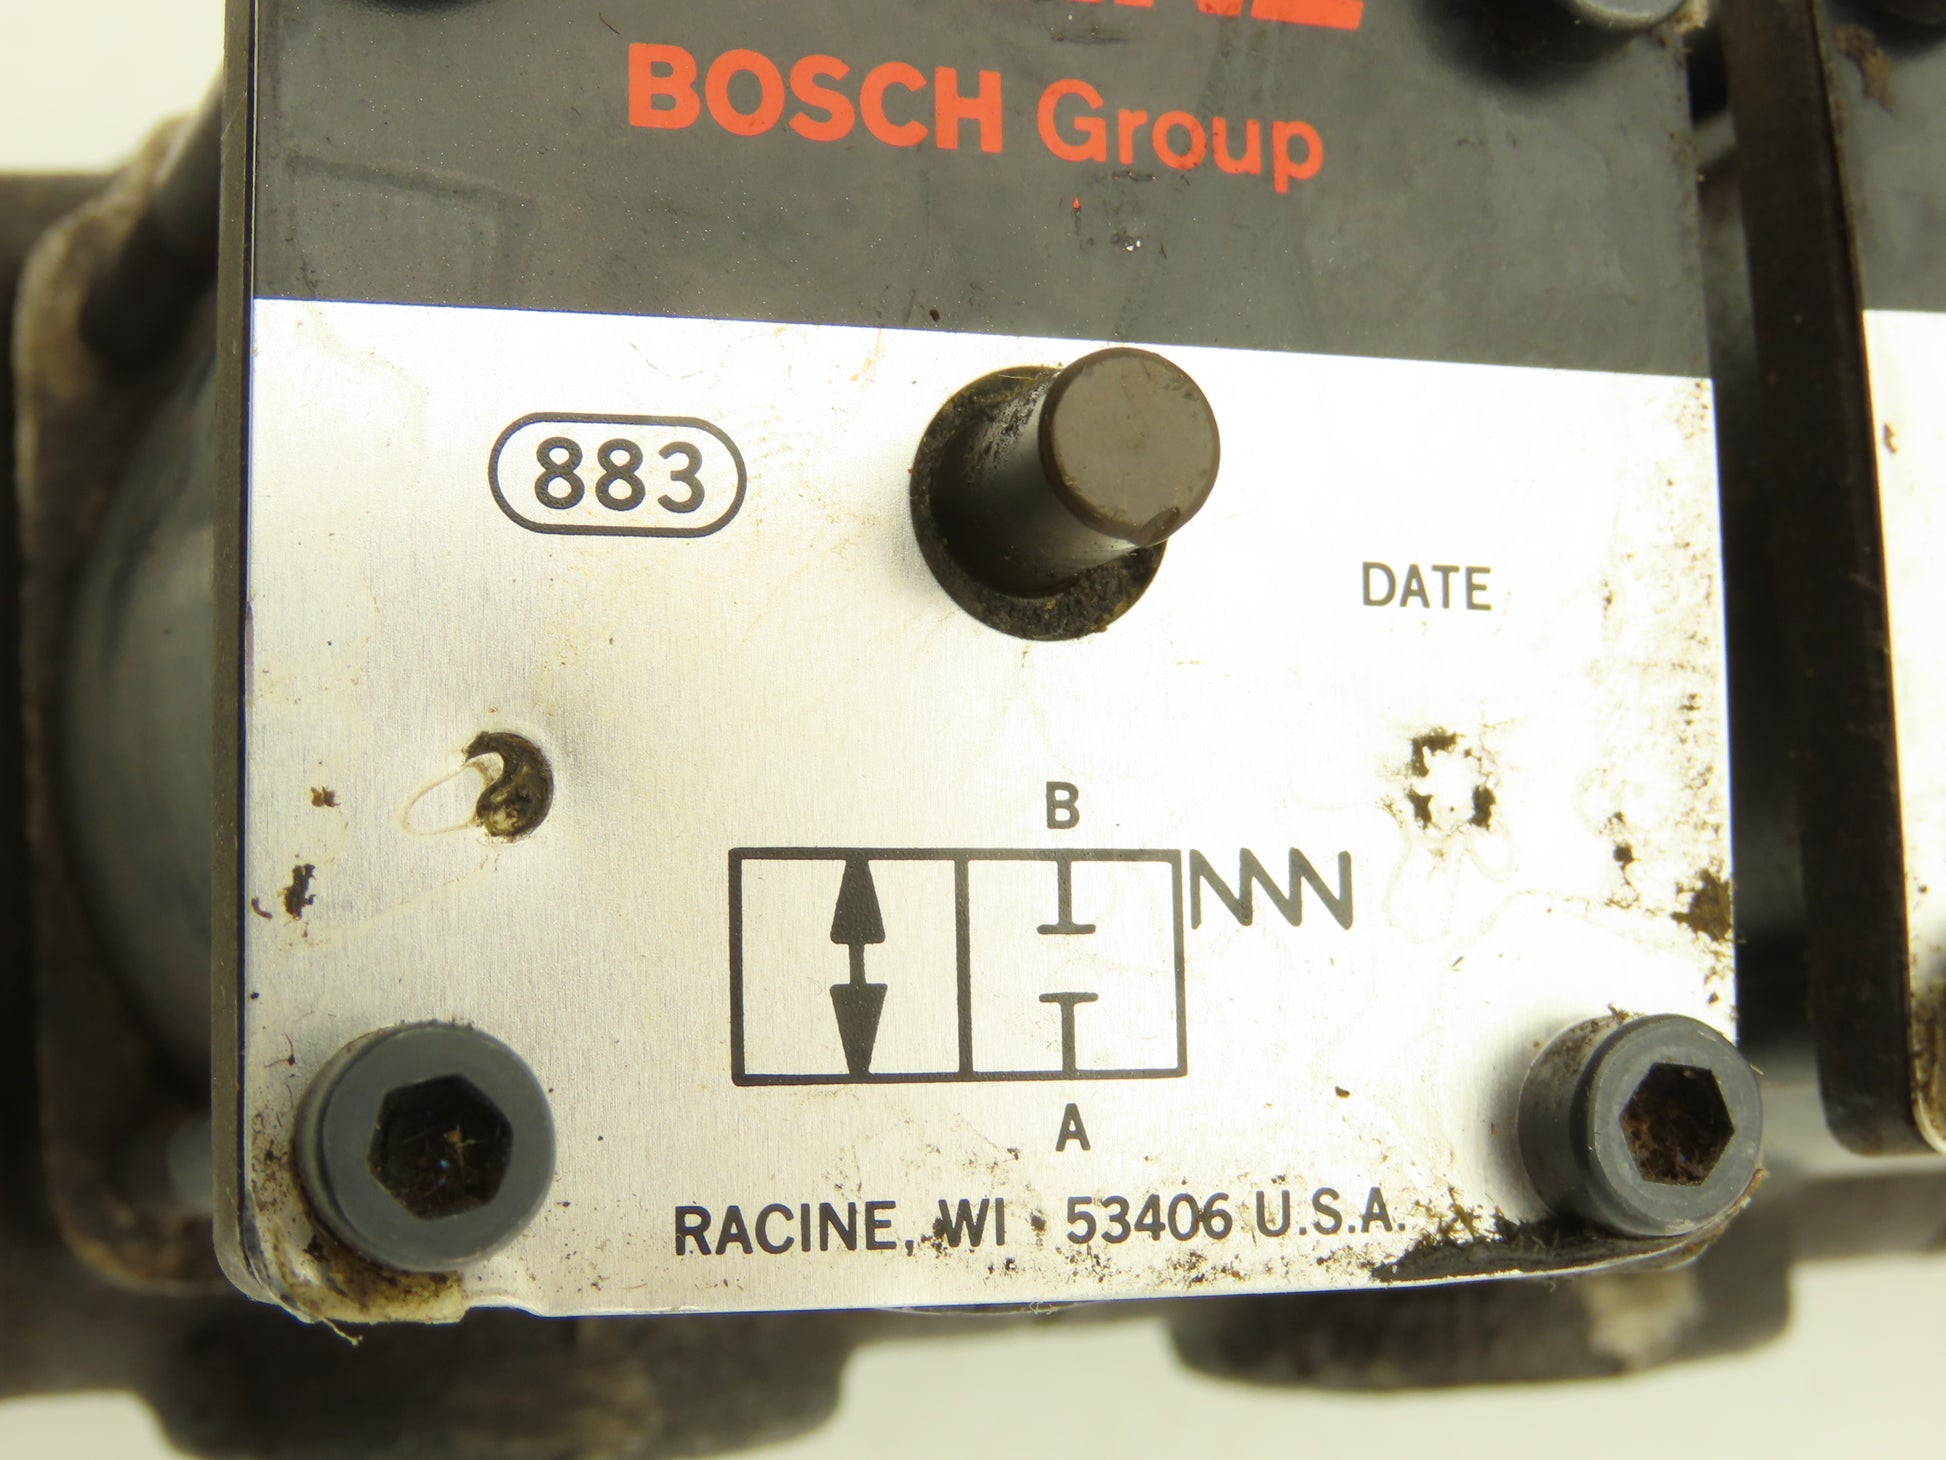 BOSCH Group
883
DATE
B
A
RACINE, WI 53406 U.S.A.